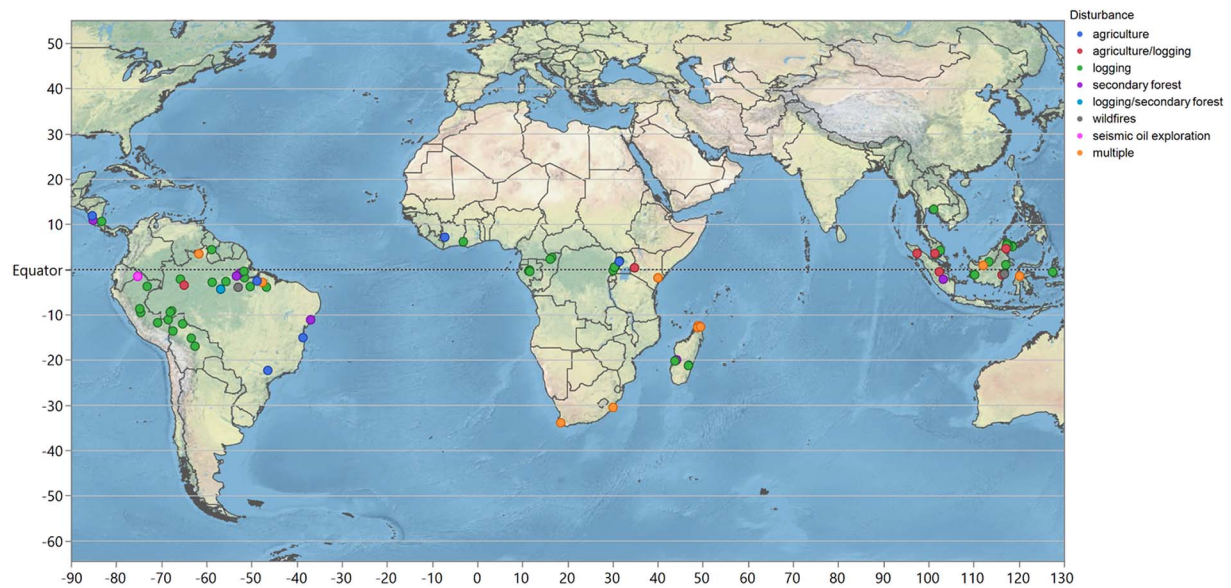 Disturbance
agriculture
agriculture/logging
logging
secondary forest
logging/secondary forest
wildfires
seismic oil exploration
multiple
50
40
30
20
10
Equator
-10
-20
-30
-40
-50
-60
-90 -80 -70 -60 -50 -40 -30 -20 -10 0 10 20 30 40 50 60 70 80 90 100 110 120 130